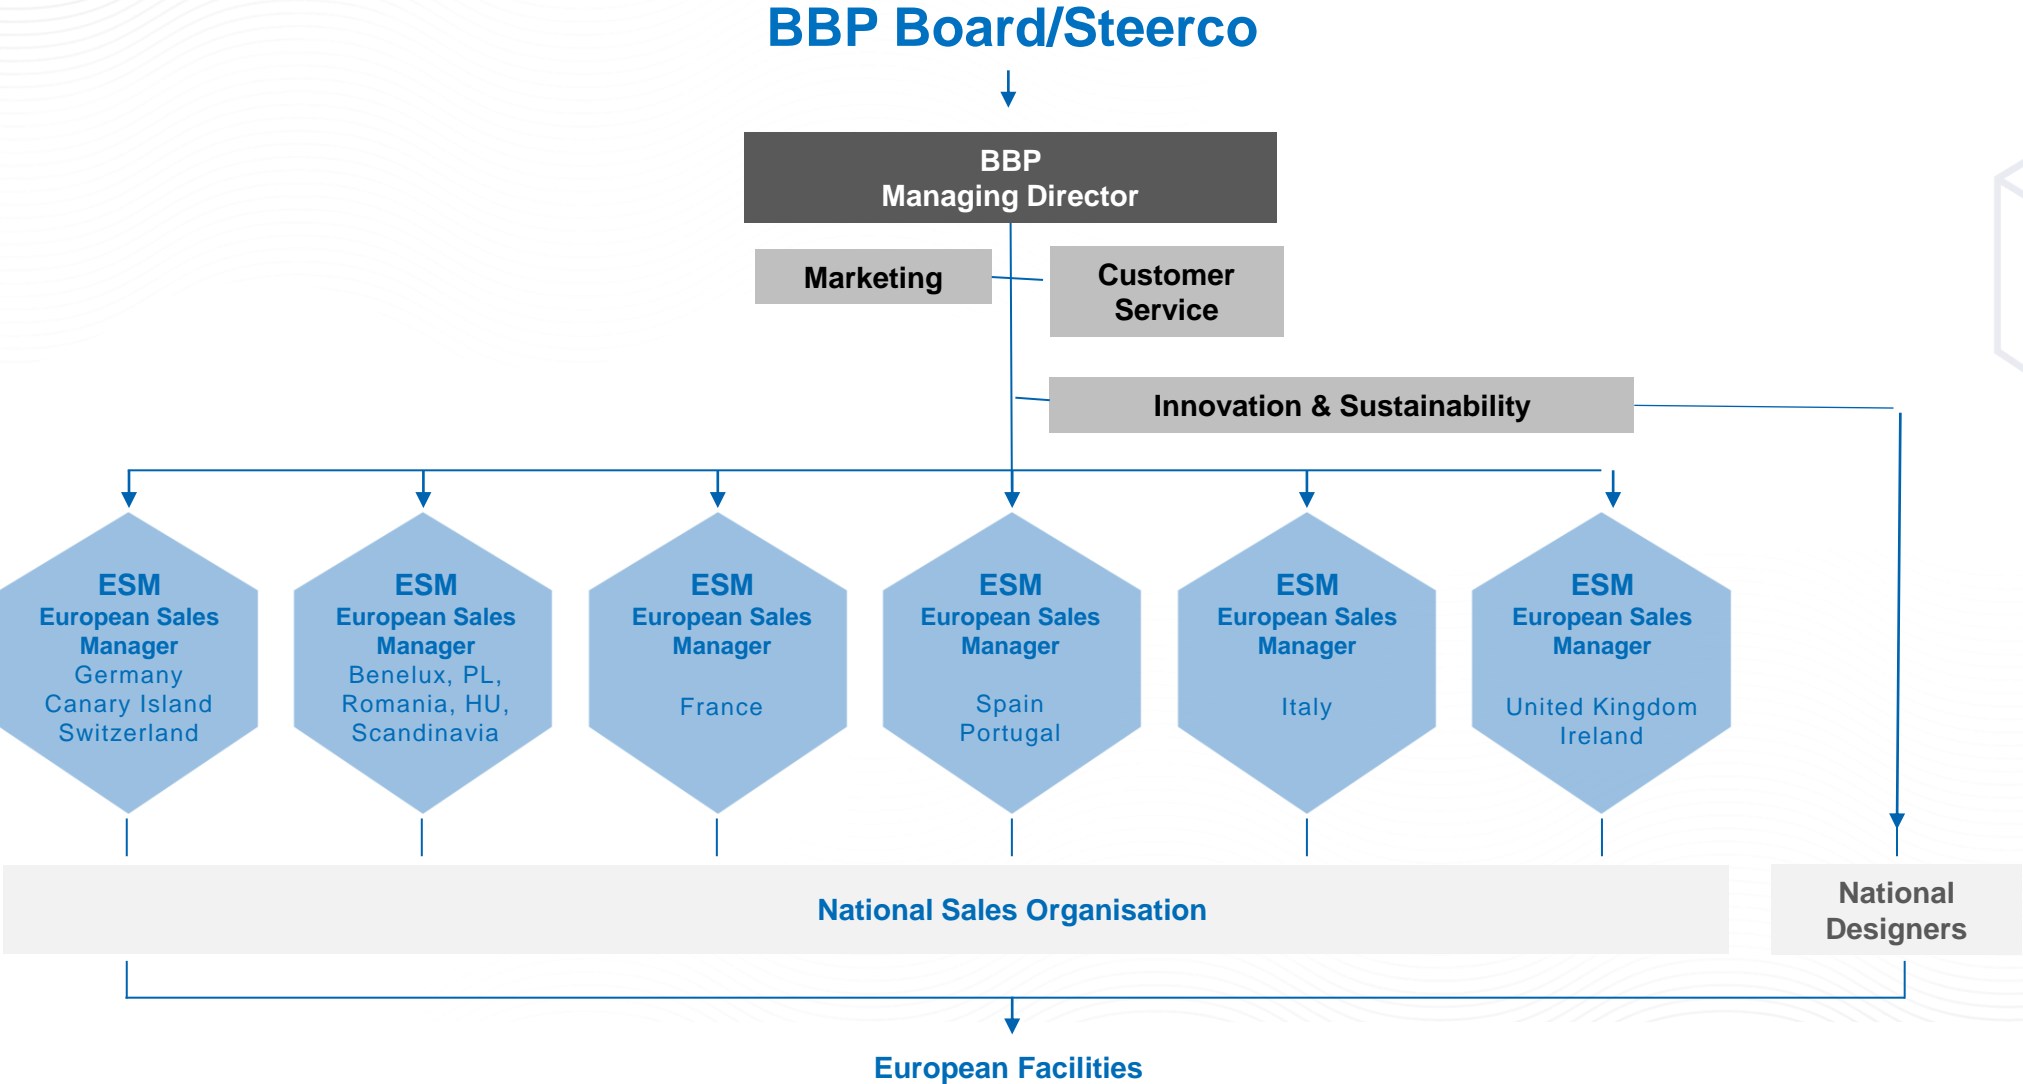 BBP Board/Steerco
BBP
Managing Director
Marketing
Customer
Service
Innovation & Sustainability
ESM
European Sales
Manager
Germany
Canary Island
Switzerland
ESM
European Sales
Manager
Benelux, PL,
Romania, HU,
Scandinavia
ESM
European Sales
Manager
France
ESM
European Sales
Manager
Spain
Portugal
ESM
European Sales
Manager
Italy
ESM
European Sales
Manager
United Kingdom
Ireland
National Sales Organisation
National
Designers
European Facilities